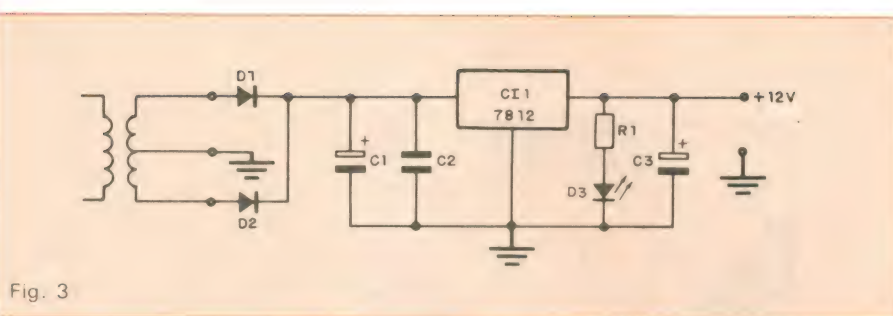 D1
CI1
7812
+12V
+
C1
C2
R1
+
C3
D3
D2
Fig. 3